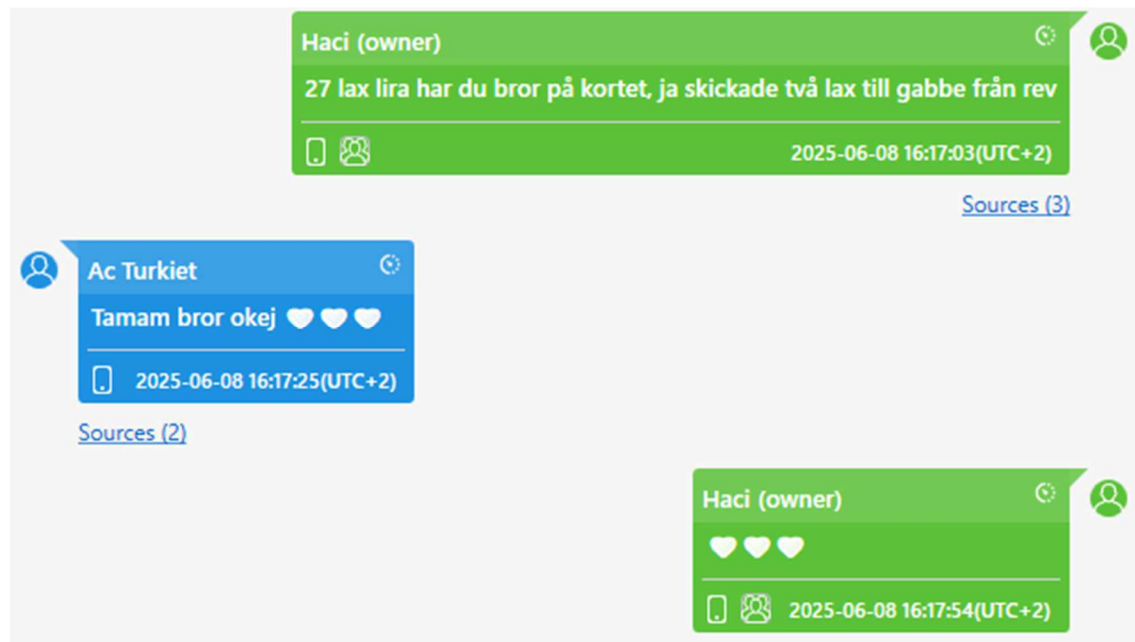 Haci (owner)
27 lax lira har du bror på kortet, ja skickade två lax till gabbe från rev
2025-06-08 16:17:03(UTC+2)
Sources (3)
Ac Turkiet
Tamam bror okej 🤍🤍🤍
2025-06-08 16:17:25(UTC+2)
Sources (2)
Haci (owner)
🤍🤍🤍
2025-06-08 16:17:54(UTC+2)